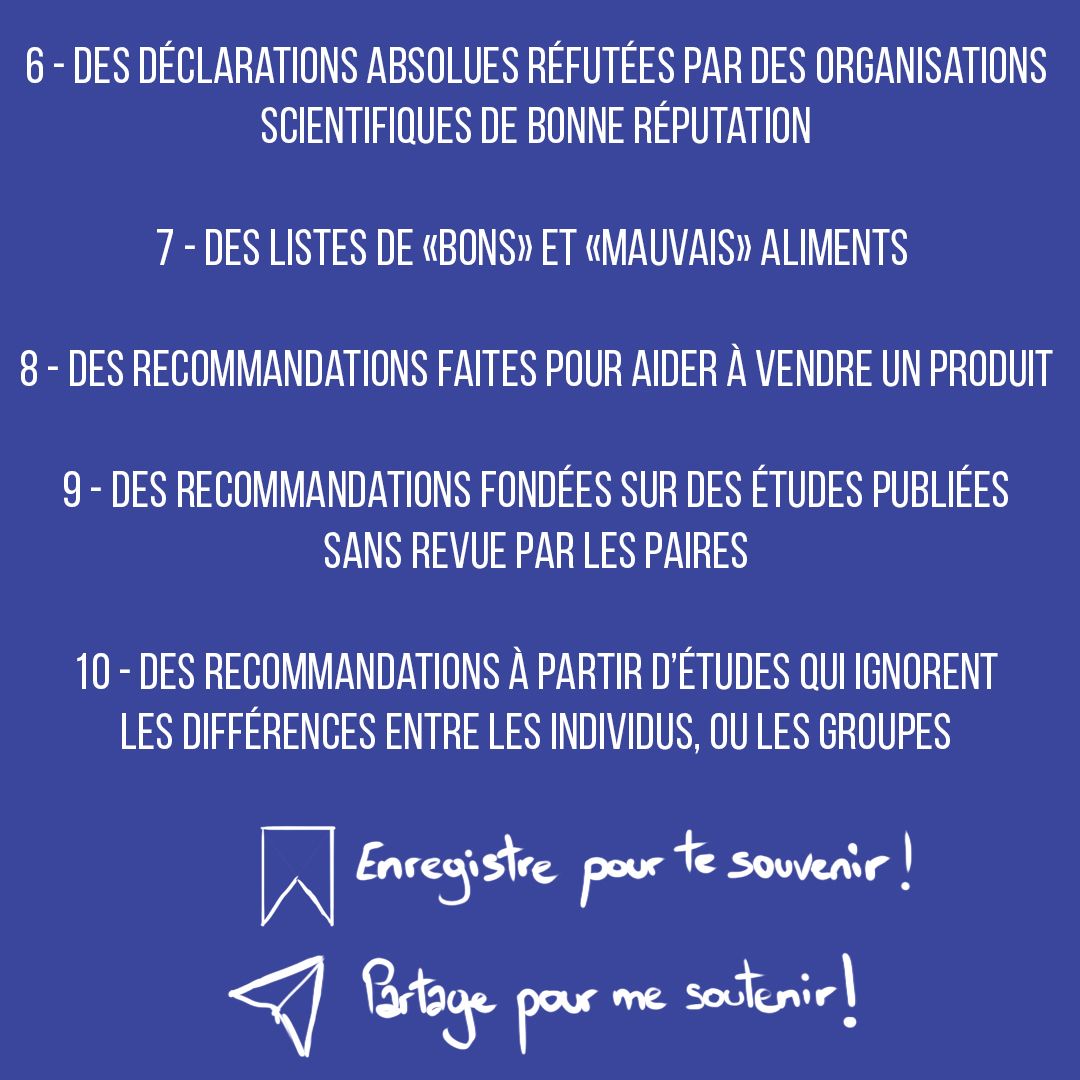 6 - DES DÉCLARATIONS ABSOLUES RÉFUTÉES PAR DES ORGANISATIONS
SCIENTIFIQUES DE BONNE RÉPUTATION
7 - DES LISTES DE «BONS» ET «MAUVAIS» ALIMENTS
8 - DES RECOMMANDATIONS FAITES POUR AIDER À VENDRE UN PRODUIT
9 - DES RECOMMANDATIONS FONDÉES SUR DES ÉTUDES PUBLIÉES
SANS REVUE PAR LES PAIRES
10 - DES RECOMMANDATIONS À PARTIR D’ÉTUDES QUI IGNORENT
LES DIFFÉRENCES ENTRE LES INDIVIDUS, OU LES GROUPES
Enregistre pour te souvenir !
Partage pour me soutenir !